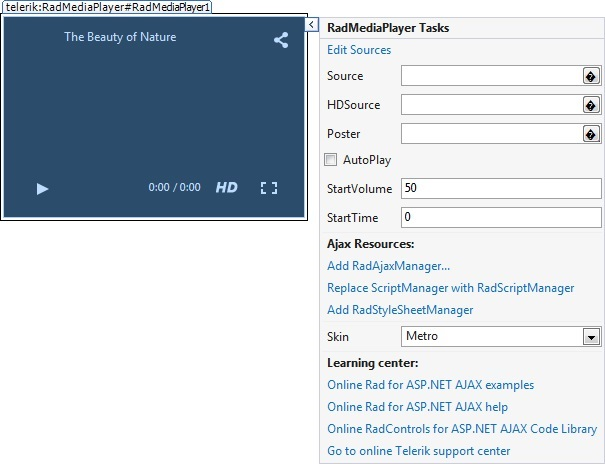 telerik:RadMediaPlayer#RadMediaPlayer1
The Beauty of Nature
0:00 / 0:00 HD
RadMediaPlayer Tasks
Edit Sources
Source
HDSource
Poster
AutoPlay
StartVolume 50
StartTime 0
Ajax Resources:
Add RadAjaxManager...
Replace ScriptManager with RadScriptManager
Add RadStyleSheetManager
Skin Metro
Learning center:
Online Rad for ASP.NET AJAX examples
Online Rad for ASP.NET AJAX help
Online RadControls for ASP.NET AJAX Code Library
Go to online Telerik support center